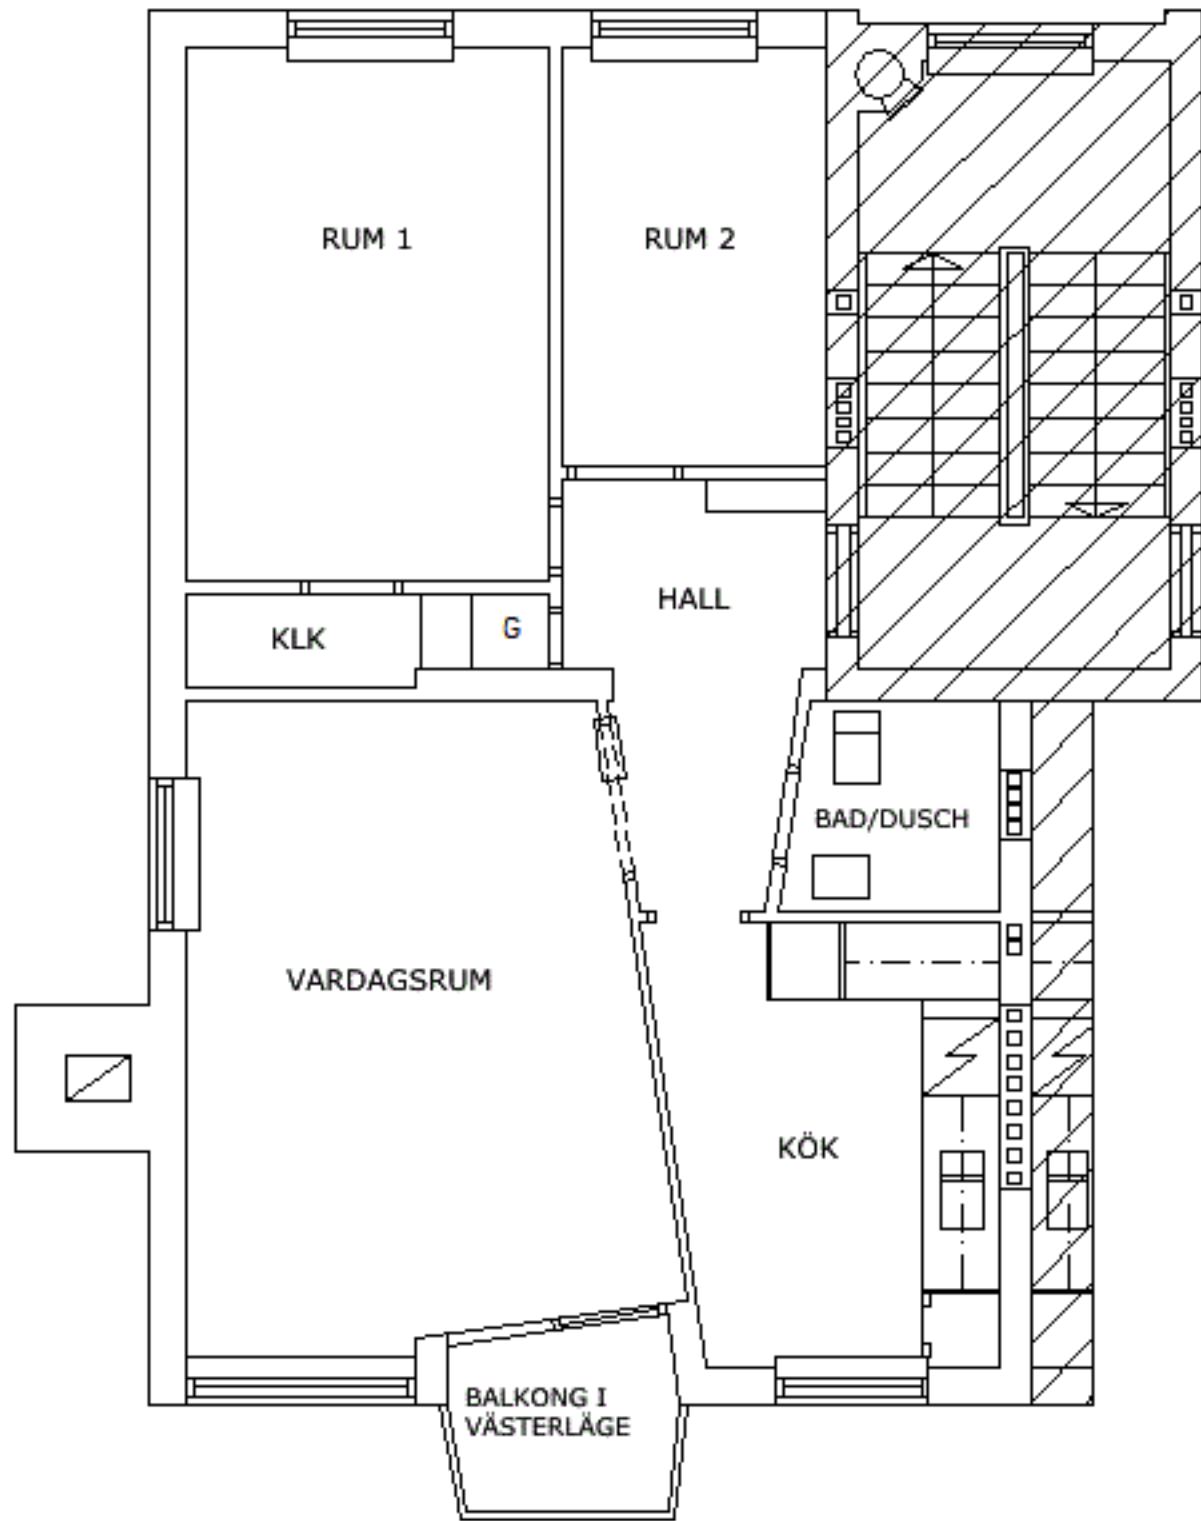 RUM 1
RUM 2
HALL
KLK
G
BAD/DUSCH
VARDAGSRUM
KÖK
BALKONG I
VÄSTERLÄGE